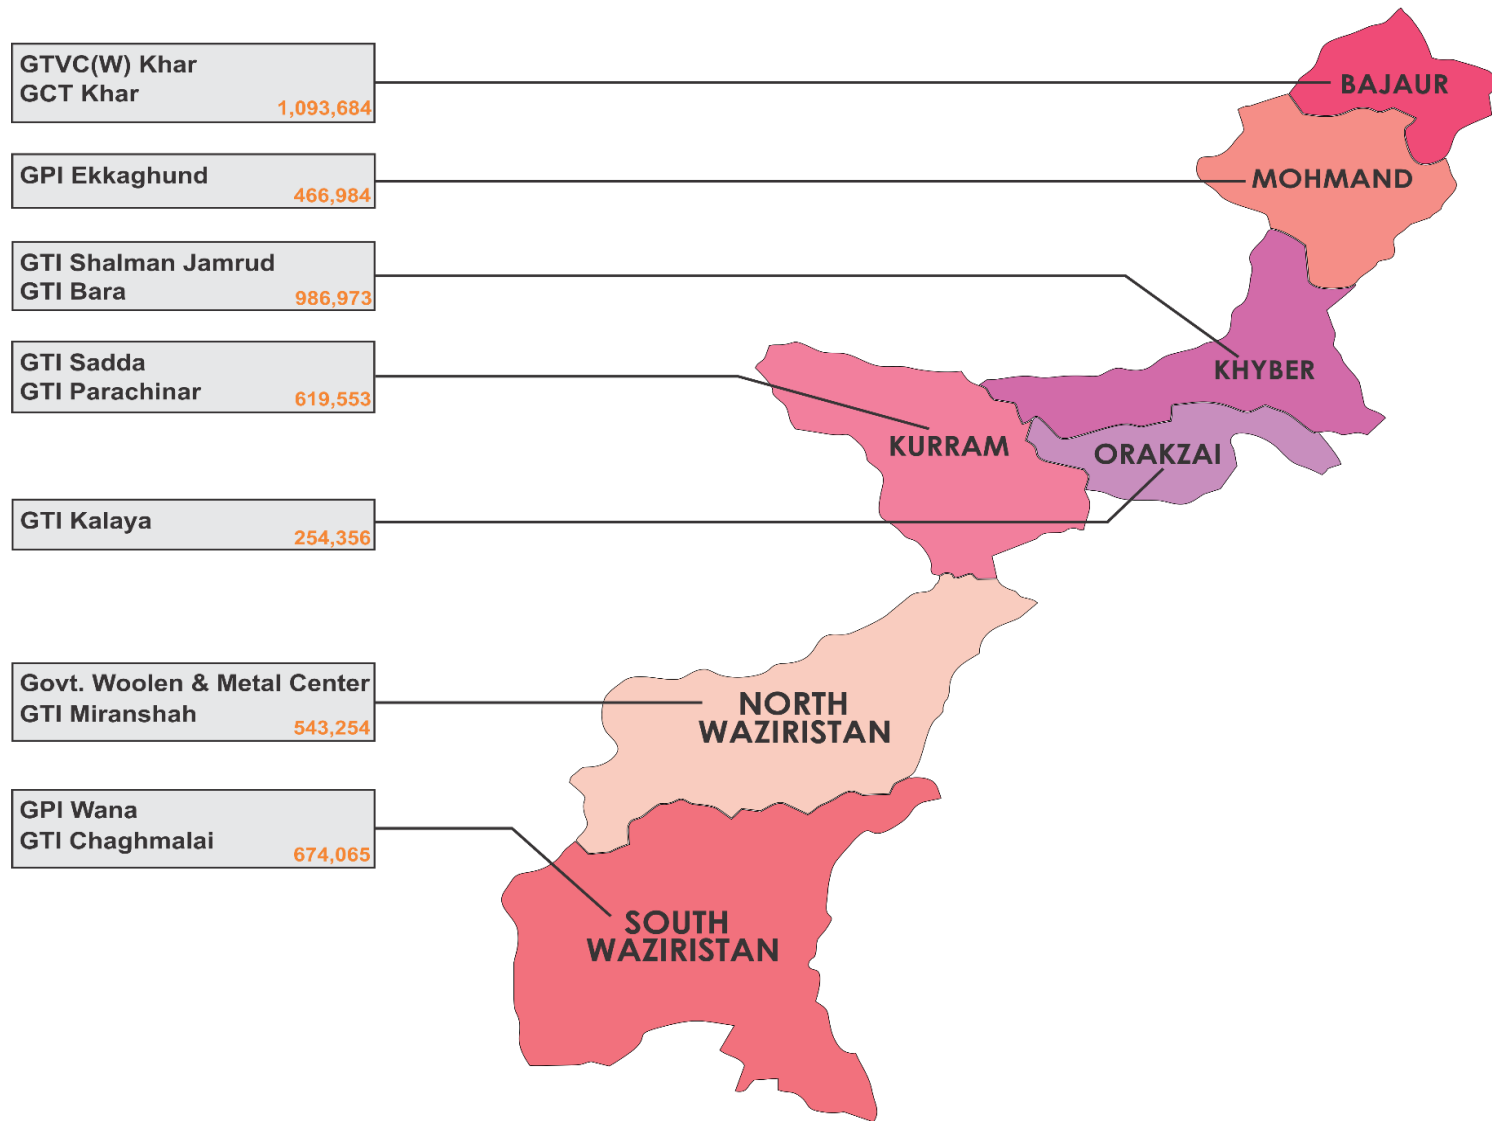 GTVC(W) Khar
GCT Khar
1,093,684
BAJAUR
GPI Ekkaghund
466,984
MOHMAND
GTI Shalman Jamrud
GTI Bara
986,973
KHYBER
GTI Sadda
GTI Parachinar
619,553
KURRAM
ORAKZAI
GTI Kalaya
254,356
Govt. Woolen & Metal Center
GTI Miranshah
543,254
NORTH
WAZIRISTAN
GPI Wana
GTI Chaghmalai
674,065
SOUTH
WAZIRISTAN